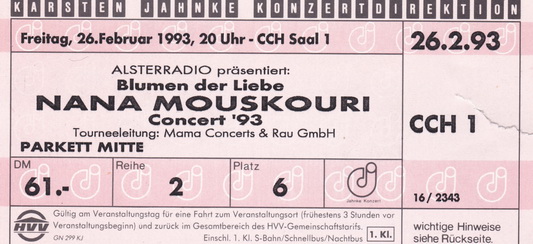 KARSTEN JAHNKE KONZERTDIREKTION
Freitag, 26.Februar 1993, 20 Uhr - CCH Saal 1
26.2.93
ALSTERRADIO präsentiert:
Blumen der Liebe
NANA MOUSKOURI
Concert '93
Tourneeleitung: Mama Concerts & Rau GmbH
PARKETT MITTE
CCH 1
DM Reihe Platz
61.- 2 6
Jahnke Konzert
16/2343
HVV
GN 299 KJ
Gültig am Veranstaltungstag für eine Fahrt zum Veranstaltungsort (frühestens 3 Stunden vor
Veranstaltungsbeginn) und zurück im Gesamtbereich des HVV-Gemeinschaftstarifs.
Einschl. 1. Kl. S-Bahn/Schnellbus/Nachtbus 1. Kl.
wichtige Hinweise
siehe Rückseite.